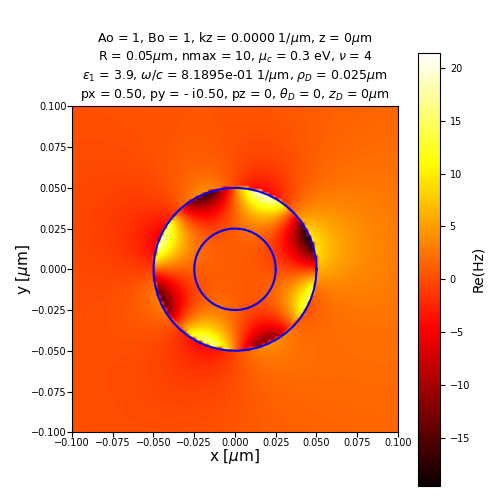 Ao = 1, Bo = 1, kz = 0.0000 1/μm, z = 0μm
R = 0.05μm, nmax = 10, μ_c = 0.3 eV, ν = 4
ε₁ = 3.9, ω/c = 8.1895e-01 1/μm, ρ_D = 0.025μm
px = 0.50, py = - i0.50, pz = 0, θ_D = 0, z_D = 0μm
0.100
0.075
0.050
0.025
0.000
−0.025
−0.050
−0.075
−0.100
y [μm]
−0.100 −0.075 −0.050 −0.025 0.000 0.025 0.050 0.075 0.100
x [μm]
20
15
10
5
0
−5
−10
−15
Re(Hz)